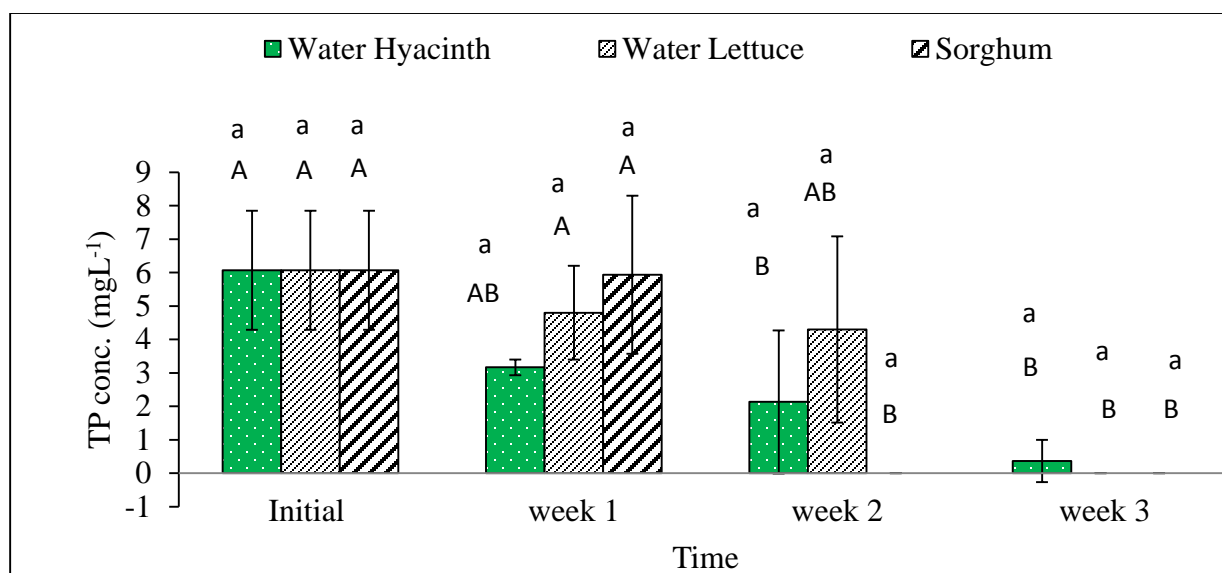 Water Hyacinth Water Lettuce Sorghum
a a a a
A A A A
a a
A AB
a a
AB B
a a a
B B B B
9
8
7
6
5
4
3
2
1
0
-1
TP conc. (mgL-1)
Initial week 1 week 2 week 3
Time